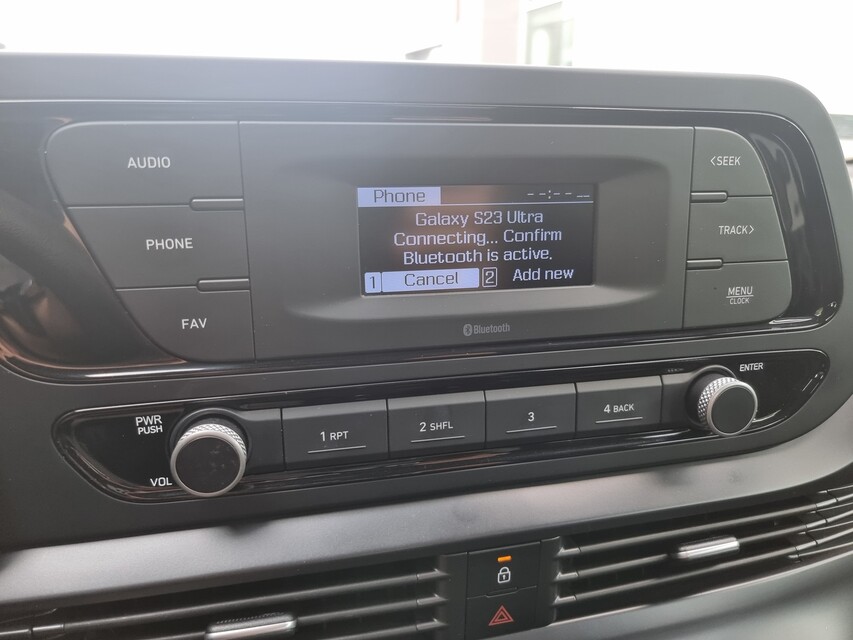 AUDIO
PHONE
FAV
Phone
--:-- --
Galaxy S23 Ultra
Connecting... Confirm
Bluetooth is active.
1 Cancel 2 Add new
Bluetooth
<SEEK
TRACK>
MENU
CLOCK
PWR
PUSH
VOL
1 RPT
2 SHFL
3
4 BACK
ENTER